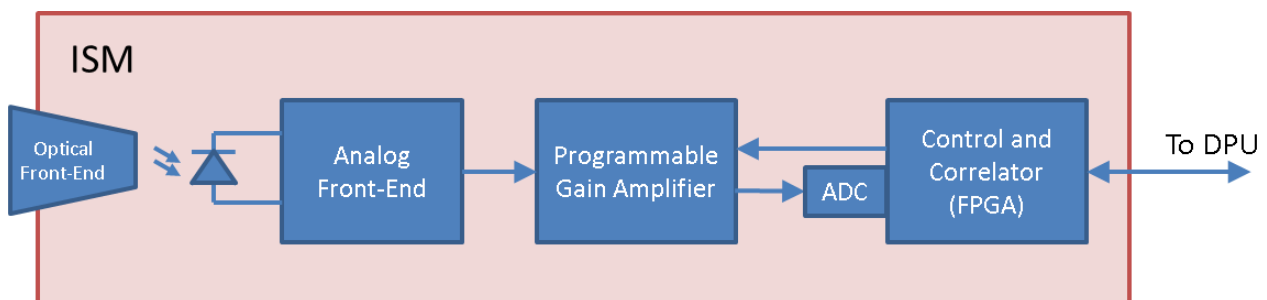 ISM
Optical
Front-End
Analog
Front-End
Programmable
Gain Amplifier
ADC
Control and
Correlator
(FPGA)
To DPU